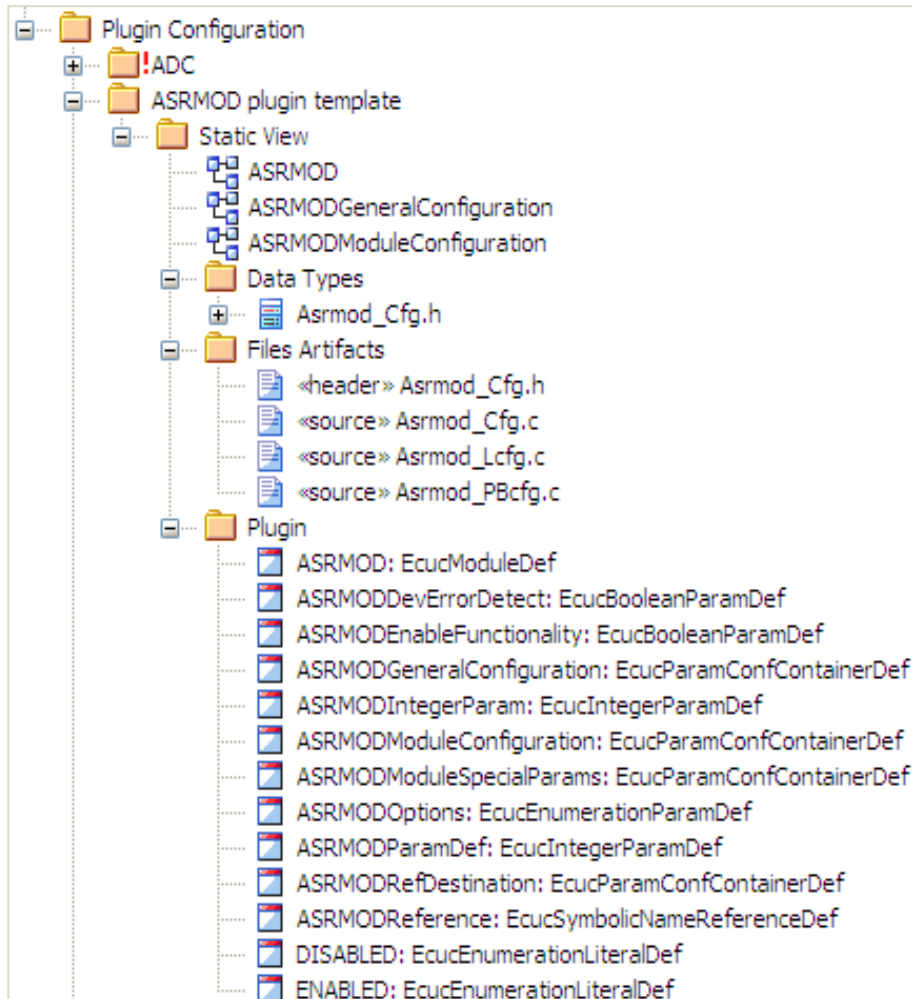 Plugin Configuration
!ADC
ASRMOD plugin template
Static View
ASRMOD
ASRMODGeneralConfiguration
ASRMODModuleConfiguration
Data Types
Asrmod_Cfg.h
Files Artifacts
«header» Asrmod_Cfg.h
«source» Asrmod_Cfg.c
«source» Asrmod_Lcfg.c
«source» Asrmod_PBcfg.c
Plugin
ASRMOD: EcucModuleDef
ASRMODDevErrorDetect: EcucBooleanParamDef
ASRMODEnableFunctionality: EcucBooleanParamDef
ASRMODGeneralConfiguration: EcucParamConfContainerDef
ASRMODIntegerParam: EcucIntegerParamDef
ASRMODModuleConfiguration: EcucParamConfContainerDef
ASRMODModuleSpecialParams: EcucParamConfContainerDef
ASRMODOptions: EcucEnumerationParamDef
ASRMODParamDef: EcucIntegerParamDef
ASRMODRefDestination: EcucParamConfContainerDef
ASRMODReference: EcucSymbolicNameReferenceDef
DISABLED: EcucEnumerationLiteralDef
ENABLED: EcucEnumerationLiteralDef